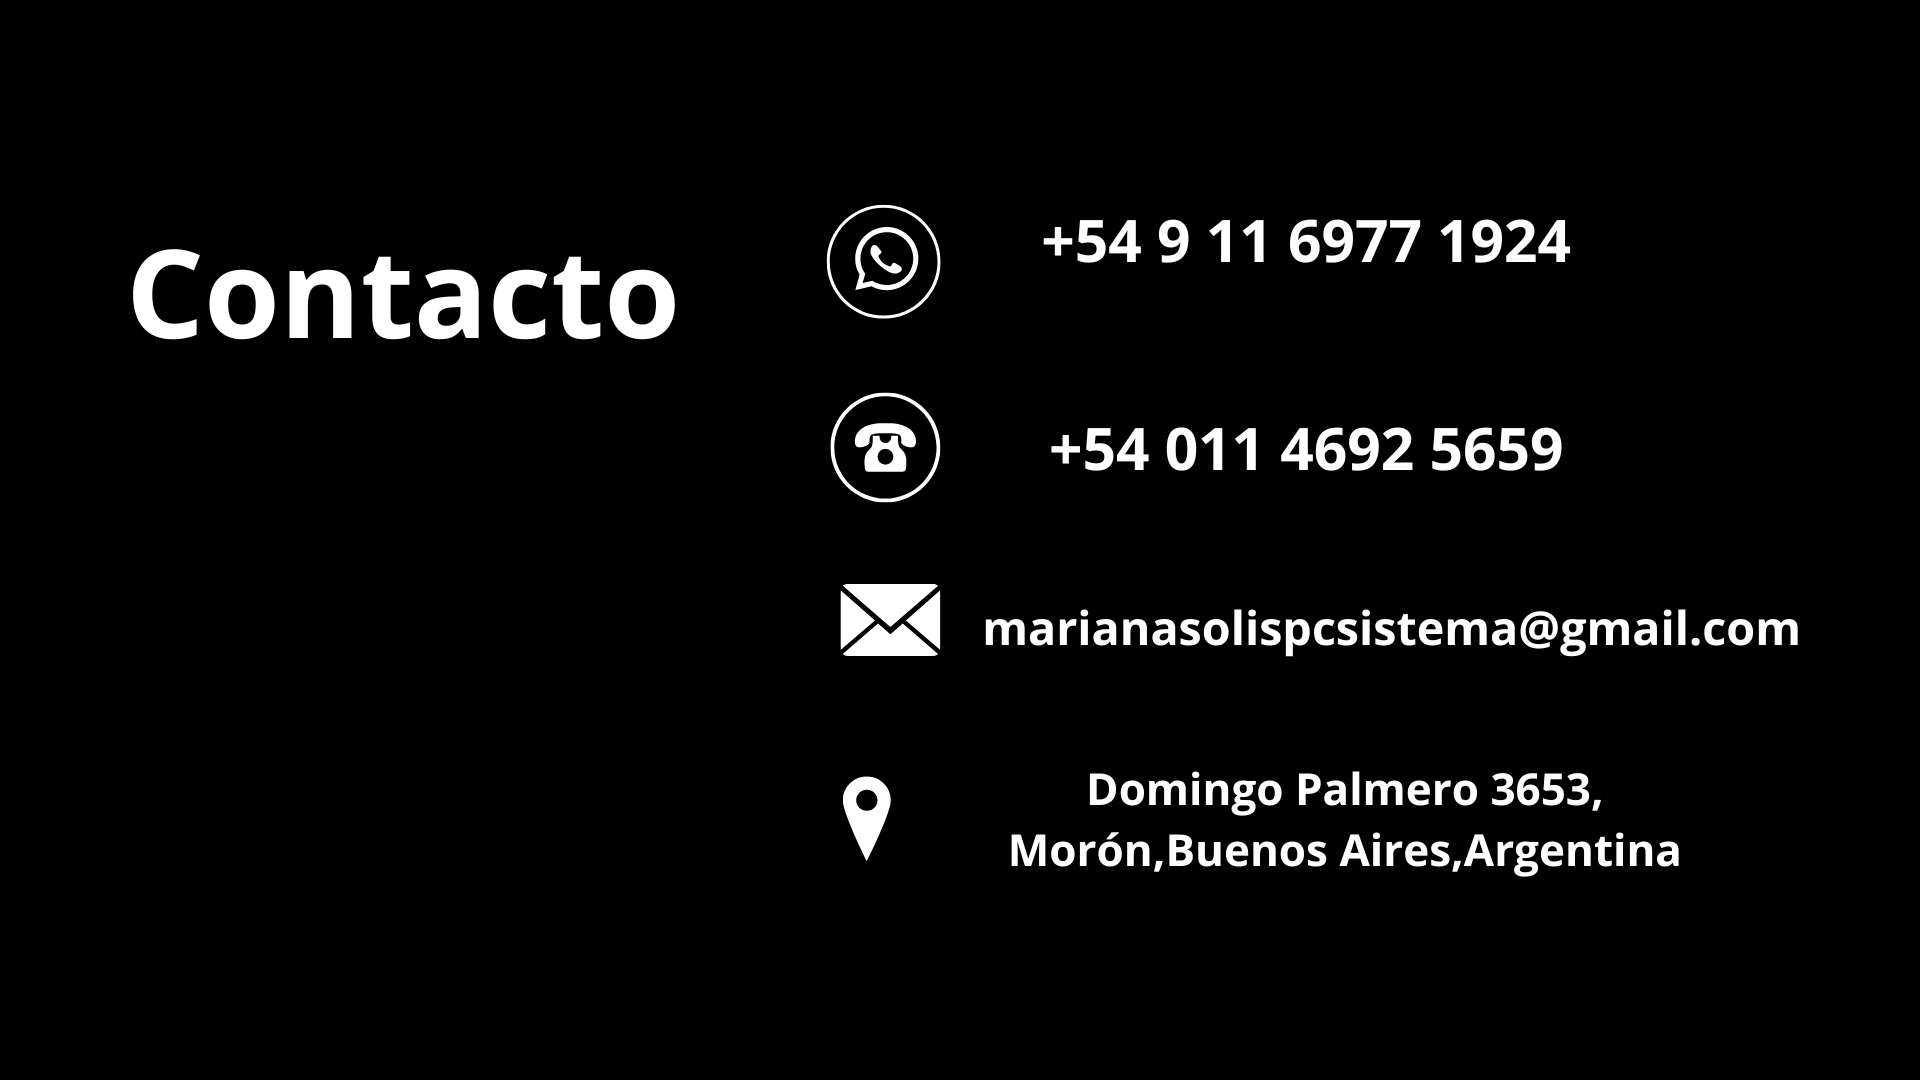 Contacto
+54 9 11 6977 1924
+54 011 4692 5659
marianasolispcsistema@gmail.com
Domingo Palmero 3653,
Morón,Buenos Aires,Argentina